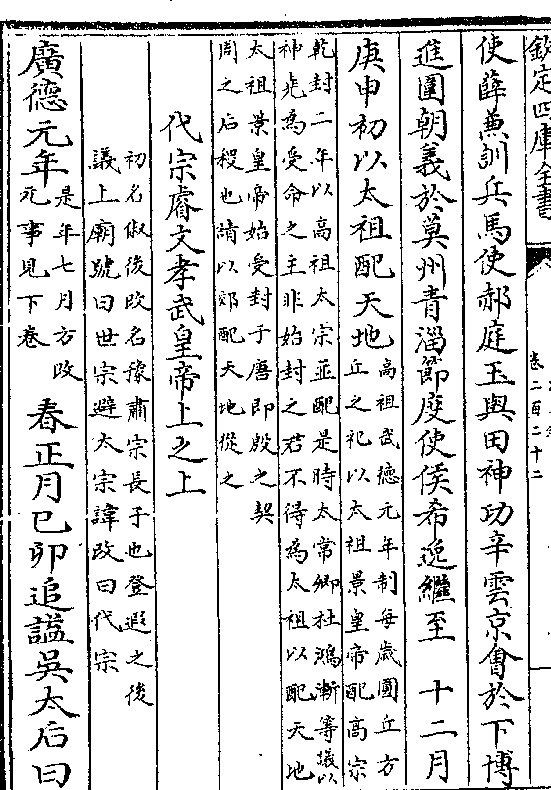 欽定四庫全書
卷二百二十二
使薛兼訓兵馬使郝庭玉與田神功辛雲京會於下博
進圍朝義於莫州青淄節度使侯希逸繼至 十二月
庚申初以太祖配天地高祖武德元年制每歲圜丘方
丘之祀以太祖景皇帝配高宗
乾封二年以高祖太宗並配是時太常卿杜鴻漸等議以
神堯為受命之主非始封之君不得為太祖以配天地
太祖景皇帝始受封于唐即殷之契
周之后稷也請以郊配天地從之
代宗睿文孝武皇帝上之上
初名俶後改名豫肅宗長子也登遐之後
議上廟號曰世宗避太宗諱改曰代宗
廣德元年是年七月方改
元事見下卷春正月己卯追諡吳太后曰